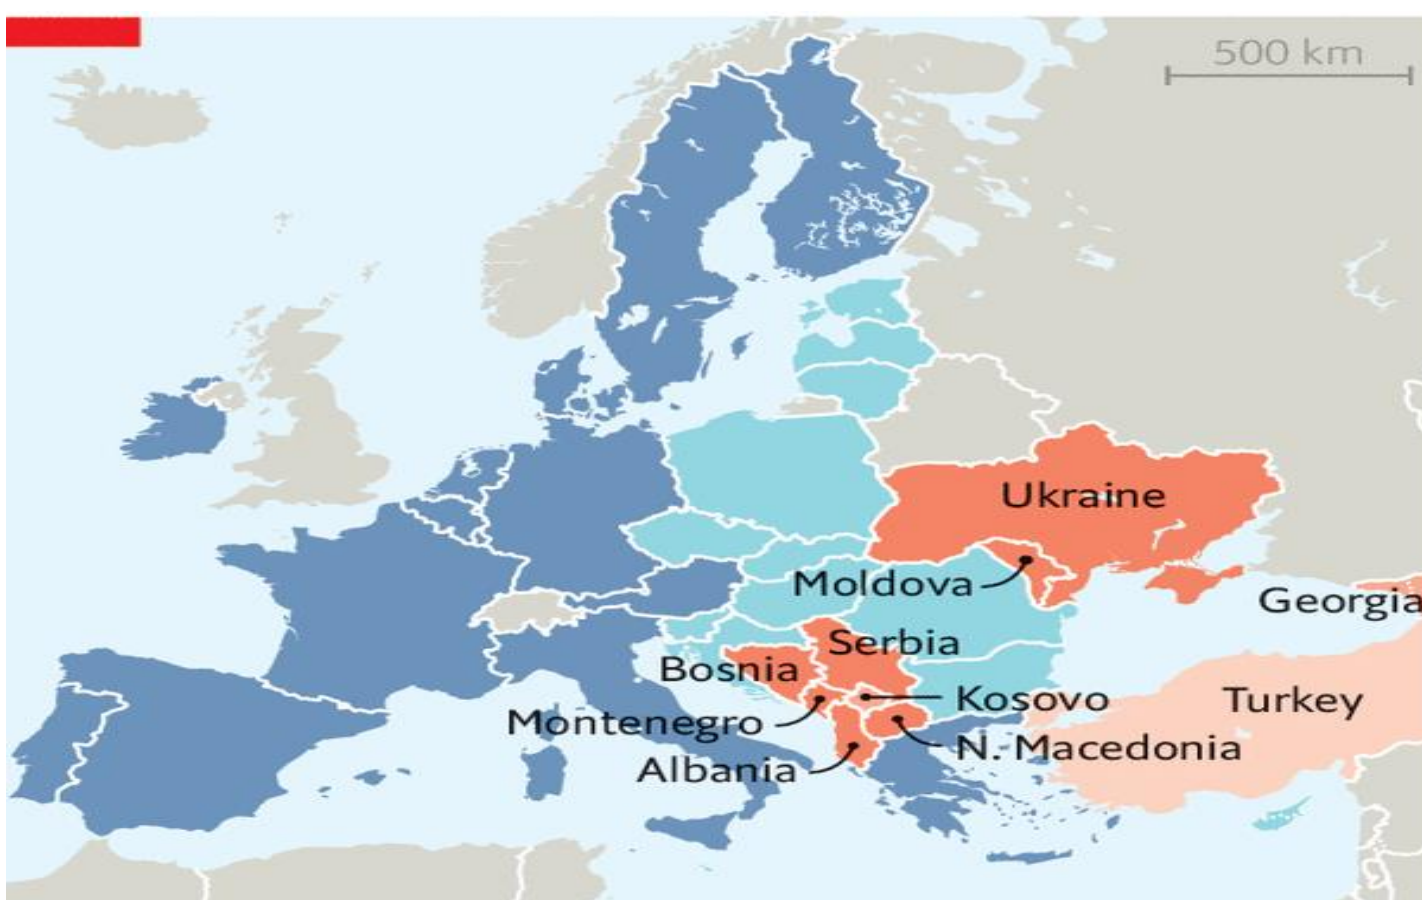 500 km
Ukraine
Moldova
Georgia
Serbia
Bosnia
Kosovo
Turkey
Montenegro
N. Macedonia
Albania